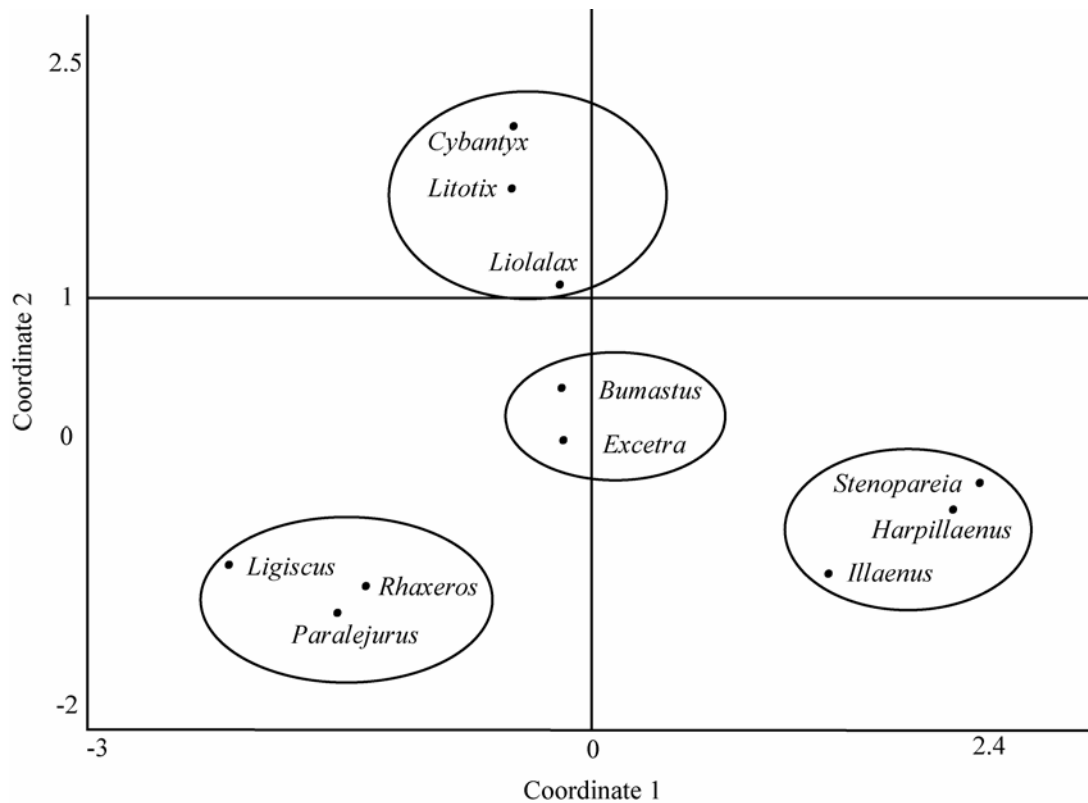 2.5
Cybantyx
Litotix
Liolalax
1
Coordinate 2
Bumastus
0
Excetra
Stenopareia
Harpillaenus
Illaenus
Ligiscus
Rhaxeros
Paralejurus
-2
-3
0
2.4
Coordinate 1